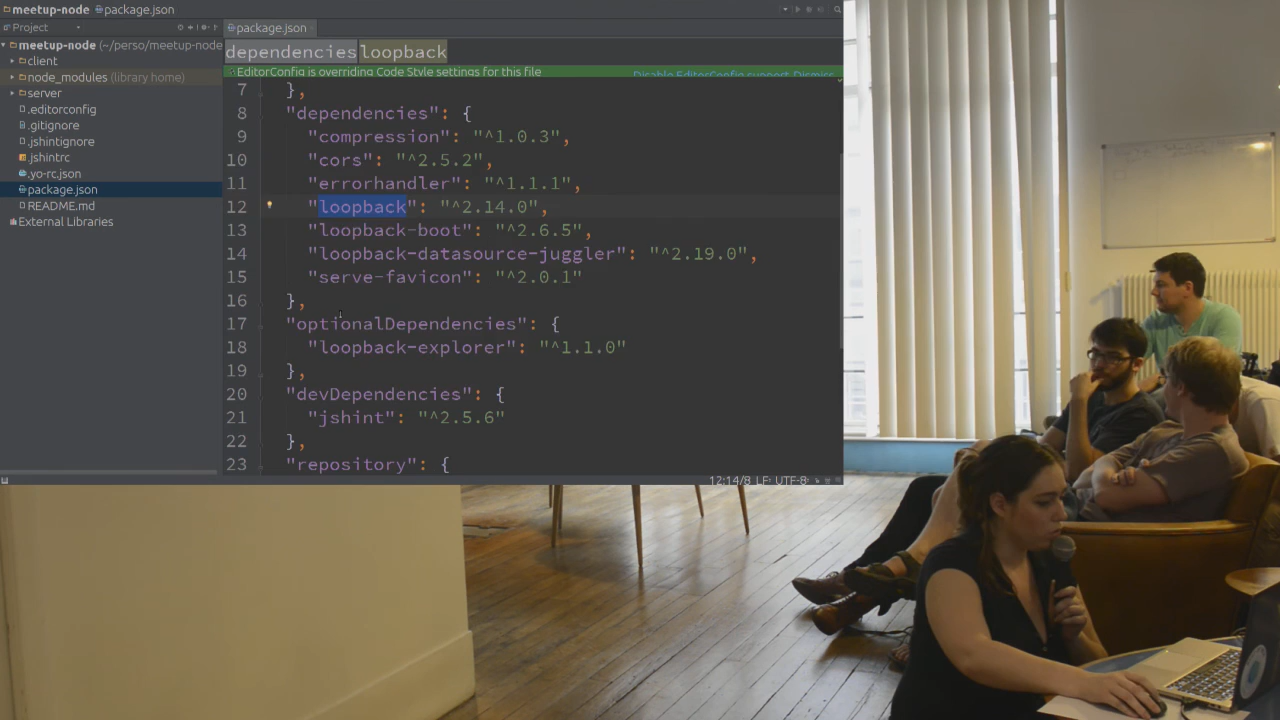 meetup-node package.json
Project
package.json
meetup-node (~/perso/meetup-node
client
node_modules (library home)
server
.editorconfig
.gitignore
.jshintignore
.jshintrc
.yo-rc.json
package.json
README.md
External Libraries
dependencies loopback
EditorConfig is overriding Code Style settings for this file Disable EditorConfig support Dismiss
7 },
8 "dependencies": {
9 "compression": "^1.0.3",
10 "cors": "^2.5.2",
11 "errorhandler": "^1.1.1",
12 "loopback": "^2.14.0",
13 "loopback-boot": "^2.6.5",
14 "loopback-datasource-juggler": "^2.19.0",
15 "serve-favicon": "^2.0.1"
16 },
17 "optionalDependencies": {
18 "loopback-explorer": "^1.1.0"
19 },
20 "devDependencies": {
21 "jshint": "^2.5.6"
22 },
23 "repository": {
12:14/8 LF: UTF-8